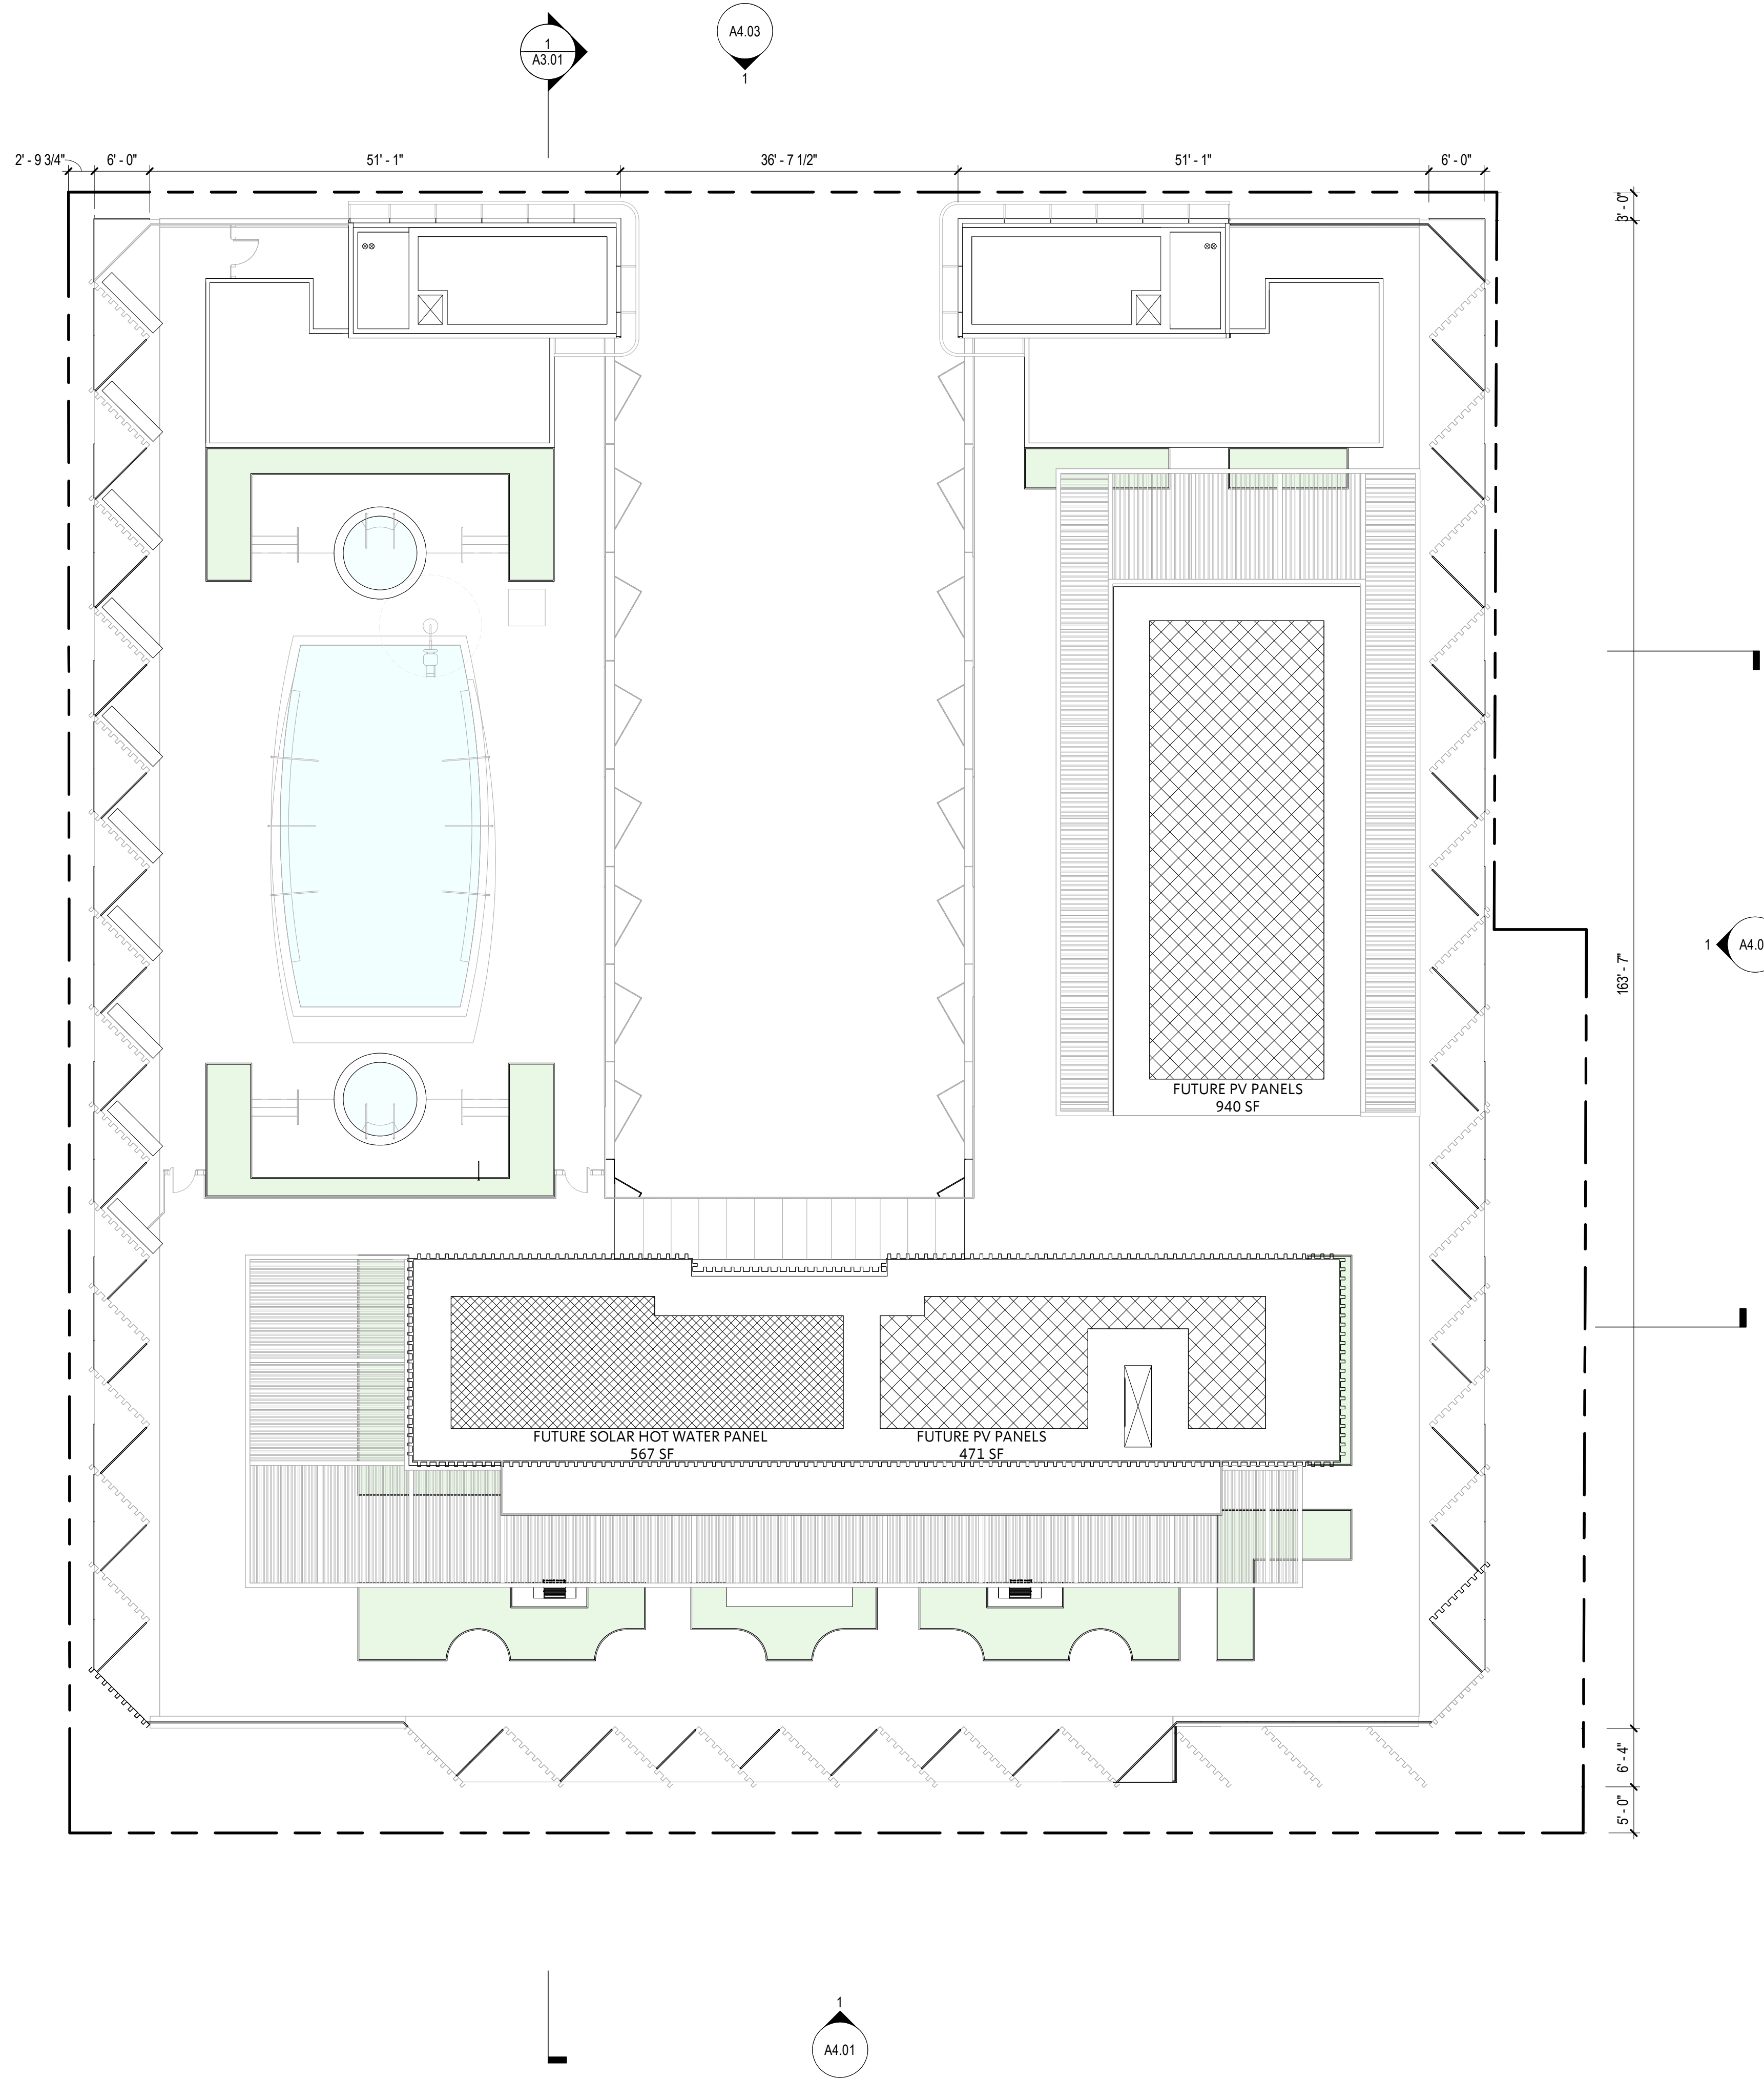 1
A3.01
A4.03
1
2' - 9 3/4"
6' - 0"
51' - 1"
36' - 7 1/2"
51' - 1"
6' - 0"
3' - 0"
163' - 7"
1
A4.0
FUTURE PV PANELS
940 SF
FUTURE SOLAR HOT WATER PANEL
567 SF
FUTURE PV PANELS
471 SF
6' - 4"
5' - 0"
1
A4.01